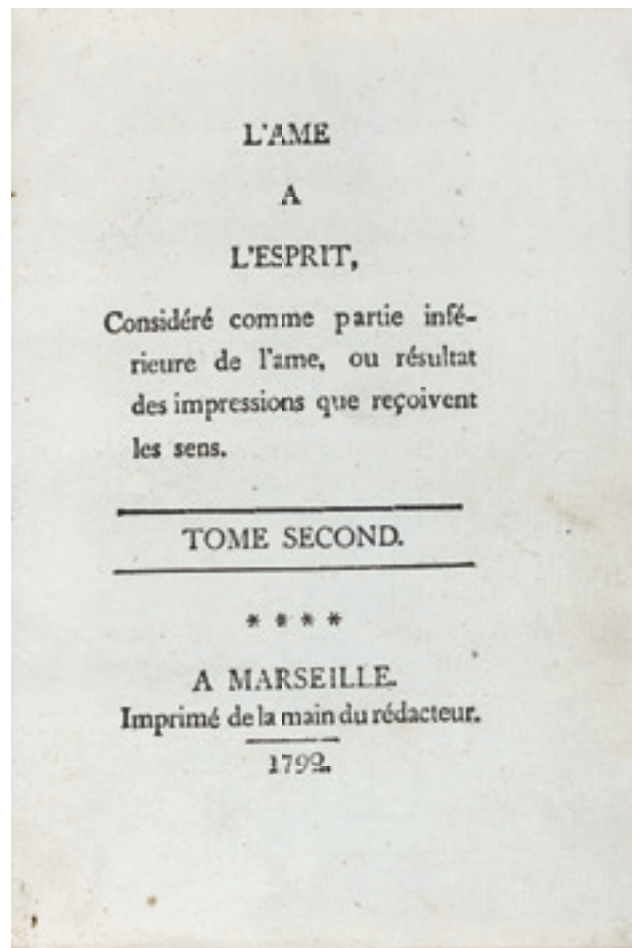 L'AME
A
L'ESPRIT,
Considéré comme partie infé-
rieure de l'ame, ou résultat
des impressions que reçoivent
les sens.
TOME SECOND.
* * * *
A MARSEILLE.
Imprimé de la main du rédacteur.
1792.